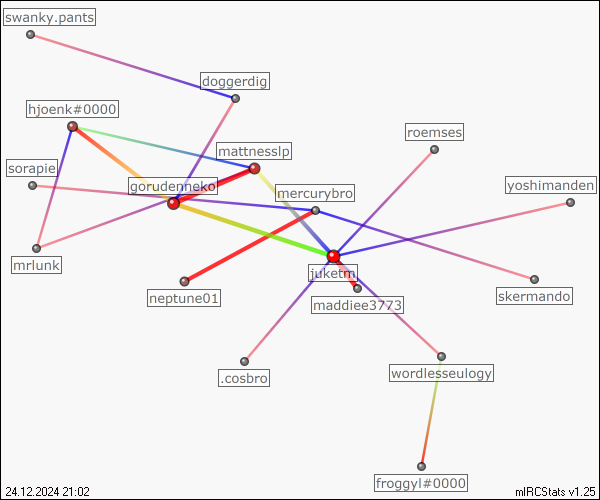 swanky.pants
doggerdig
hjoenk#0000
roemses
mattnesslp
sorapie
gorudenneko
mercurybro
yoshimanden
mrlunk
juketm
neptune01
maddiee3773
skermando
.cosbro
wordlesseulogy
froggyl#0000
24.12.2024 21:02
mIRCStats v1.25